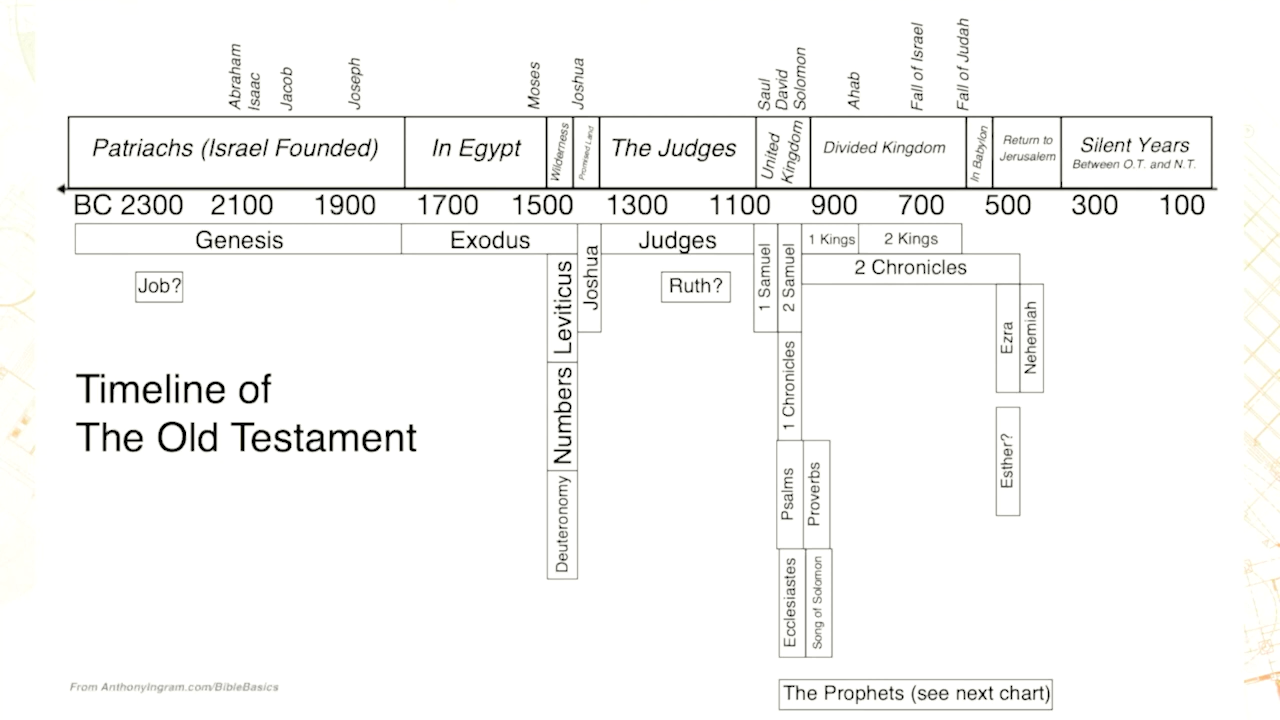 Abraham
Isaac
Jacob
Joseph
Moses
Joshua
Saul
David
Solomon
Ahab
Fall of Israel
Fall of Judah
Patriachs (Israel Founded)
In Egypt
Wilderness
Promised Land
The Judges
United
Kingdom
Divided Kingdom
In Babylon
Return to
Jerusalem
Silent Years
Between O.T. and N.T.
BC 2300 2100 1900 1700 1500 1300 1100 900 700 500 300 100
Genesis
Exodus
Joshua
Judges
1 Samuel
2 Samuel
1 Kings
2 Kings
2 Chronicles
Job?
Leviticus
Ruth?
Ezra
Nehemiah
Numbers
1 Chronicles
Timeline of
The Old Testament
Esther?
Deuteronomy
Psalms
Proverbs
Ecclesiastes
Song of Solomon
From AnthonyIngram.com/BibleBasics
The Prophets (see next chart)